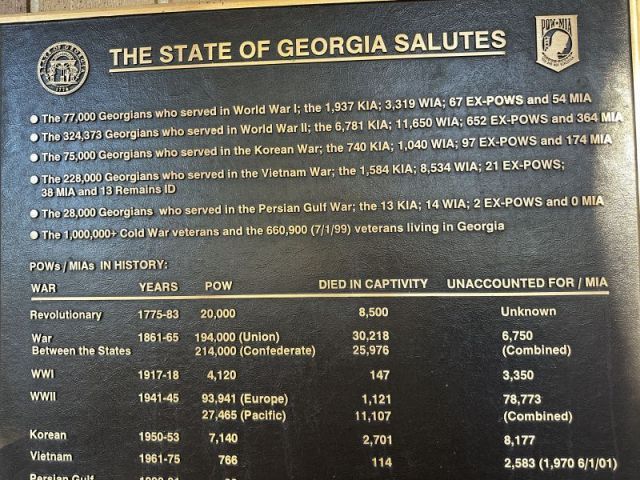 THE STATE OF GEORGIA SALUTES
POW★MIA
1776
● The 77,000 Georgians who served in World War I; the 1,937 KIA; 3,319 WIA; 67 EX-POWS and 54 MIA
● The 324,373 Georgians who served in World War II; the 6,781 KIA; 11,650 WIA; 652 EX-POWS and 364 MIA
● The 75,000 Georgians who served in the Korean War; the 740 KIA; 1,040 WIA; 97 EX-POWS and 174 MIA
● The 228,000 Georgians who served in the Vietnam War; the 1,584 KIA; 8,534 WIA; 21 EX-POWS;
38 MIA and 13 Remains ID
● The 28,000 Georgians who served in the Persian Gulf War; the 13 KIA; 14 WIA; 2 EX-POWS and 0 MIA
● The 1,000,000+ Cold War veterans and the 660,900 (7/1/99) veterans living in Georgia
POWs / MIAs IN HISTORY:
WAR YEARS POW DIED IN CAPTIVITY UNACCOUNTED FOR / MIA
Revolutionary 1775-83 20,000 8,500 Unknown
War 1861-65 194,000 (Union) 30,218 6,750
Between the States 214,000 (Confederate) 25,976 (Combined)
WWI 1917-18 4,120 147 3,350
WWII 1941-45 93,941 (Europe) 1,121 78,773
27,465 (Pacific) 11,107 (Combined)
Korean 1950-53 7,140 2,701 8,177
Vietnam 1961-75 766 114 2,583 (1,970 6/1/01)
Persian Gulf